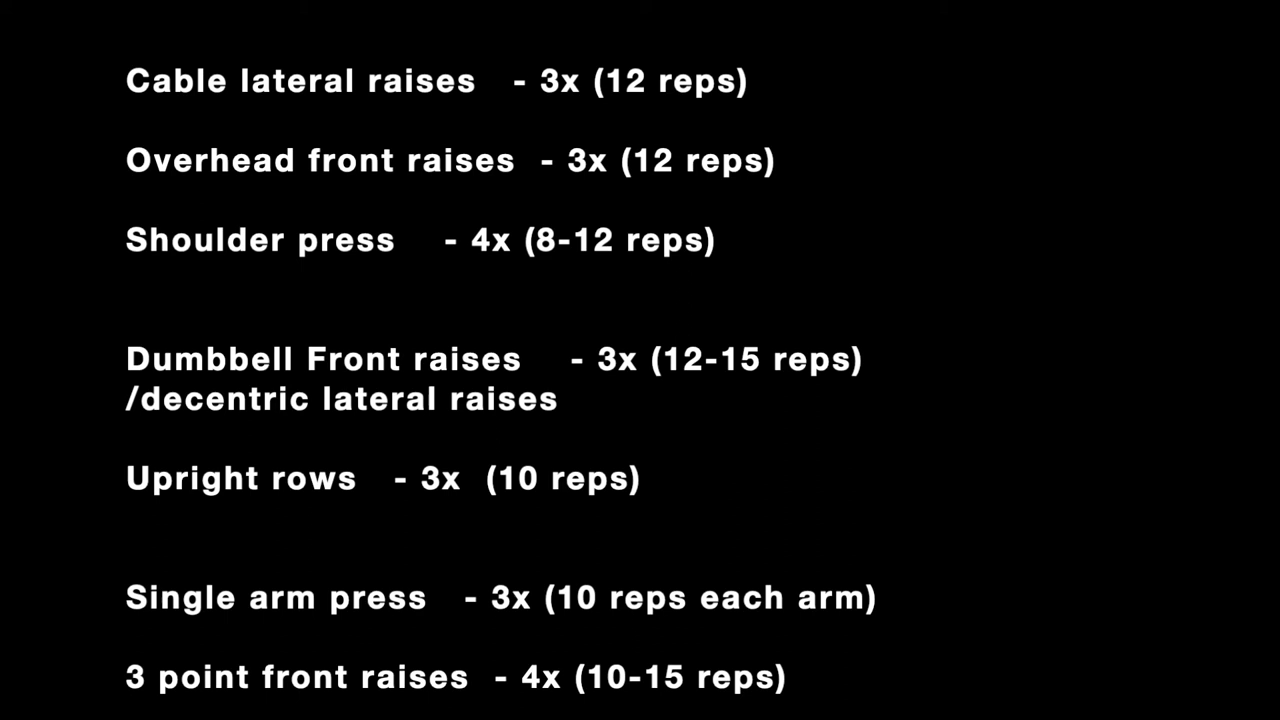 Cable lateral raises - 3x (12 reps)
Overhead front raises - 3x (12 reps)
Shoulder press - 4x (8-12 reps)
Dumbbell Front raises - 3x (12-15 reps)
/decentric lateral raises
Upright rows - 3x (10 reps)
Single arm press - 3x (10 reps each arm)
3 point front raises - 4x (10-15 reps)